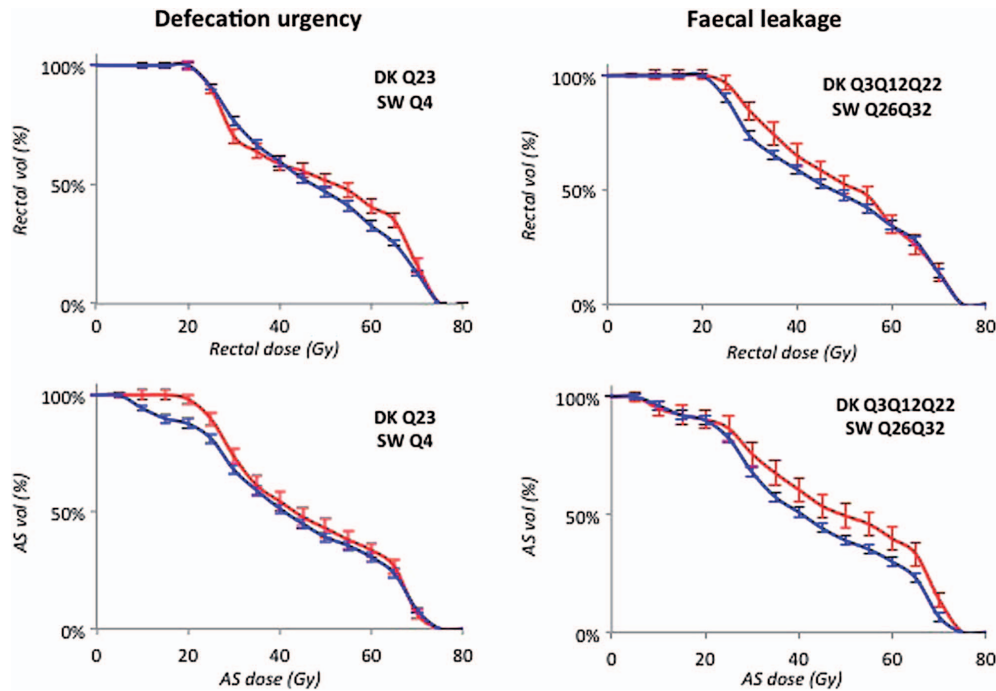 Defecation urgency
Faecal leakage
100%
50%
0%
Rectal vol (%)
DK Q23
SW Q4
0 20 40 60 80
Rectal dose (Gy)
100%
50%
0%
Rectal vol (%)
DK Q3Q12Q22
SW Q26Q32
0 20 40 60 80
Rectal dose (Gy)
100%
50%
0%
AS vol (%)
DK Q23
SW Q4
0 20 40 60 80
AS dose (Gy)
100%
50%
0%
AS vol (%)
DK Q3Q12Q22
SW Q26Q32
0 20 40 60 80
AS dose (Gy)